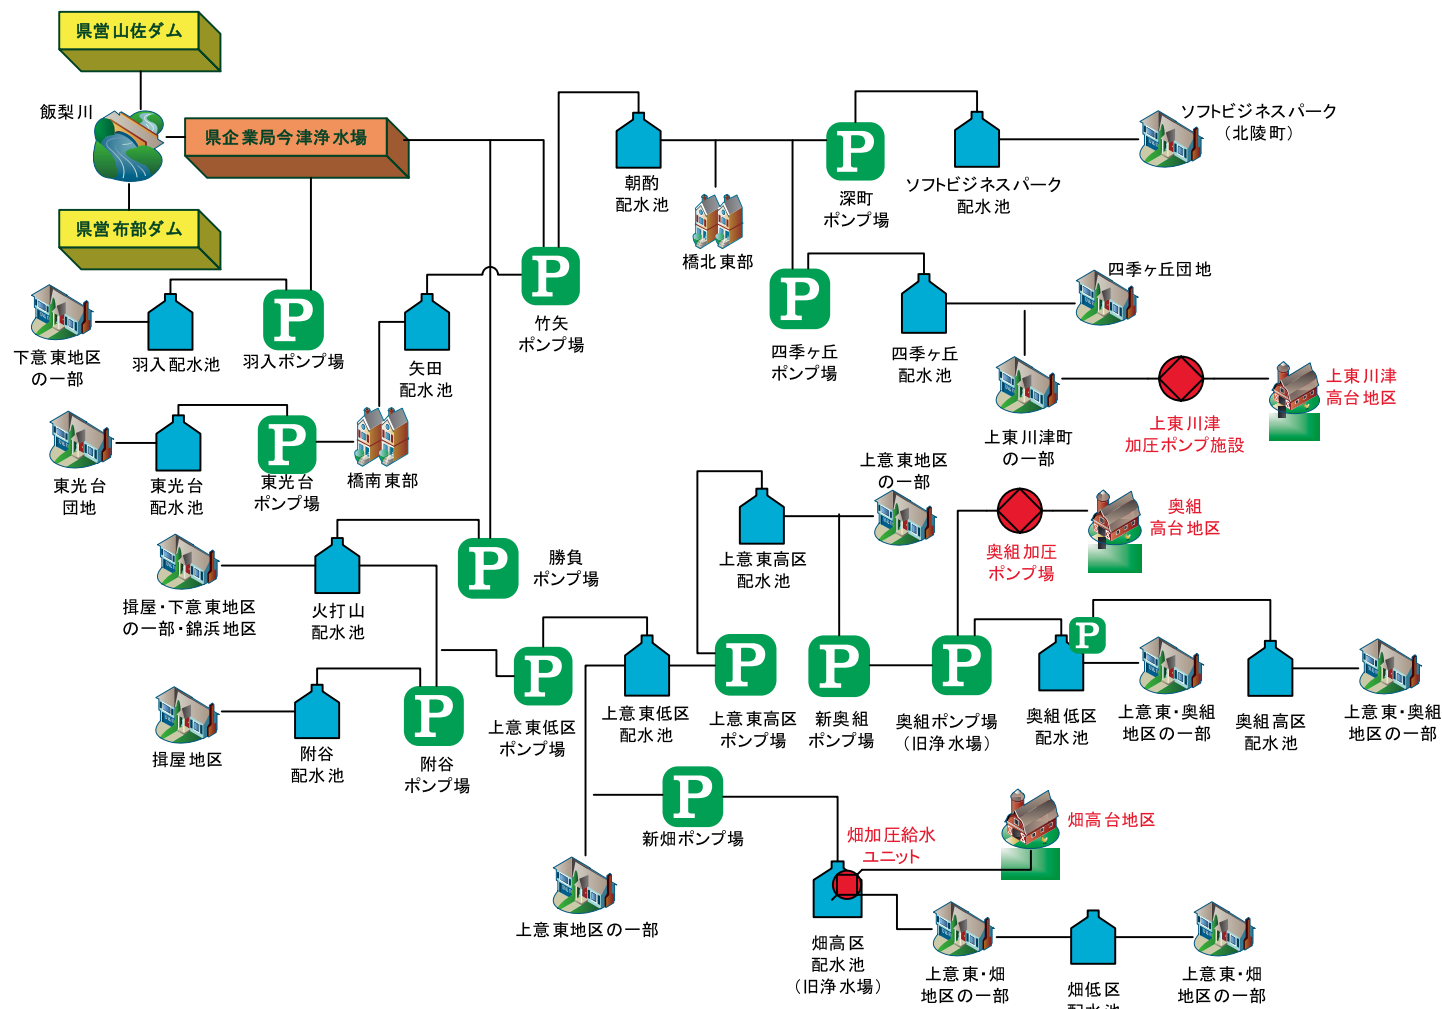 県営山佐ダム
飯梨川
県企業局今津浄水場
県営布部ダム
ソフトビジネスパーク
（北陵町）
朝酌
配水池
P
深町
ポンプ場
ソフトビジネスパーク
配水池
橋北東部
P
四季ヶ丘
ポンプ場
四季ヶ丘
配水池
四季ヶ丘団地
下意東地区
の一部
羽入配水池
P
羽入ポンプ場
矢田
配水池
P
竹矢
ポンプ場
上東川津町
の一部
上東川津
加圧ポンプ施設
上東川津
高台地区
東光台
団地
東光台
配水池
P
東光台
ポンプ場
橋南東部
上意東地区
の一部
上意東高区
配水池
奥組加圧
ポンプ場
奥組
高台地区
揖屋・下意東地区
の一部・錦浜地区
火打山
配水池
P
勝負
ポンプ場
揖屋地区
附谷
配水池
P
附谷
ポンプ場
P
上意東低区
ポンプ場
上意東低区
配水池
P
上意東高区
ポンプ場
P
新奥組
ポンプ場
P
奥組ポンプ場
（旧浄水場）
P
奥組低区
配水池
上意東・奥組
地区の一部
奥組高区
配水池
上意東・奥組
地区の一部
P
新畑ポンプ場
上意東地区の一部
畑加圧給水
ユニット
畑高台地区
畑高区
配水池
（旧浄水場）
上意東・畑
地区の一部
畑低区
配水池
上意東・畑
地区の一部